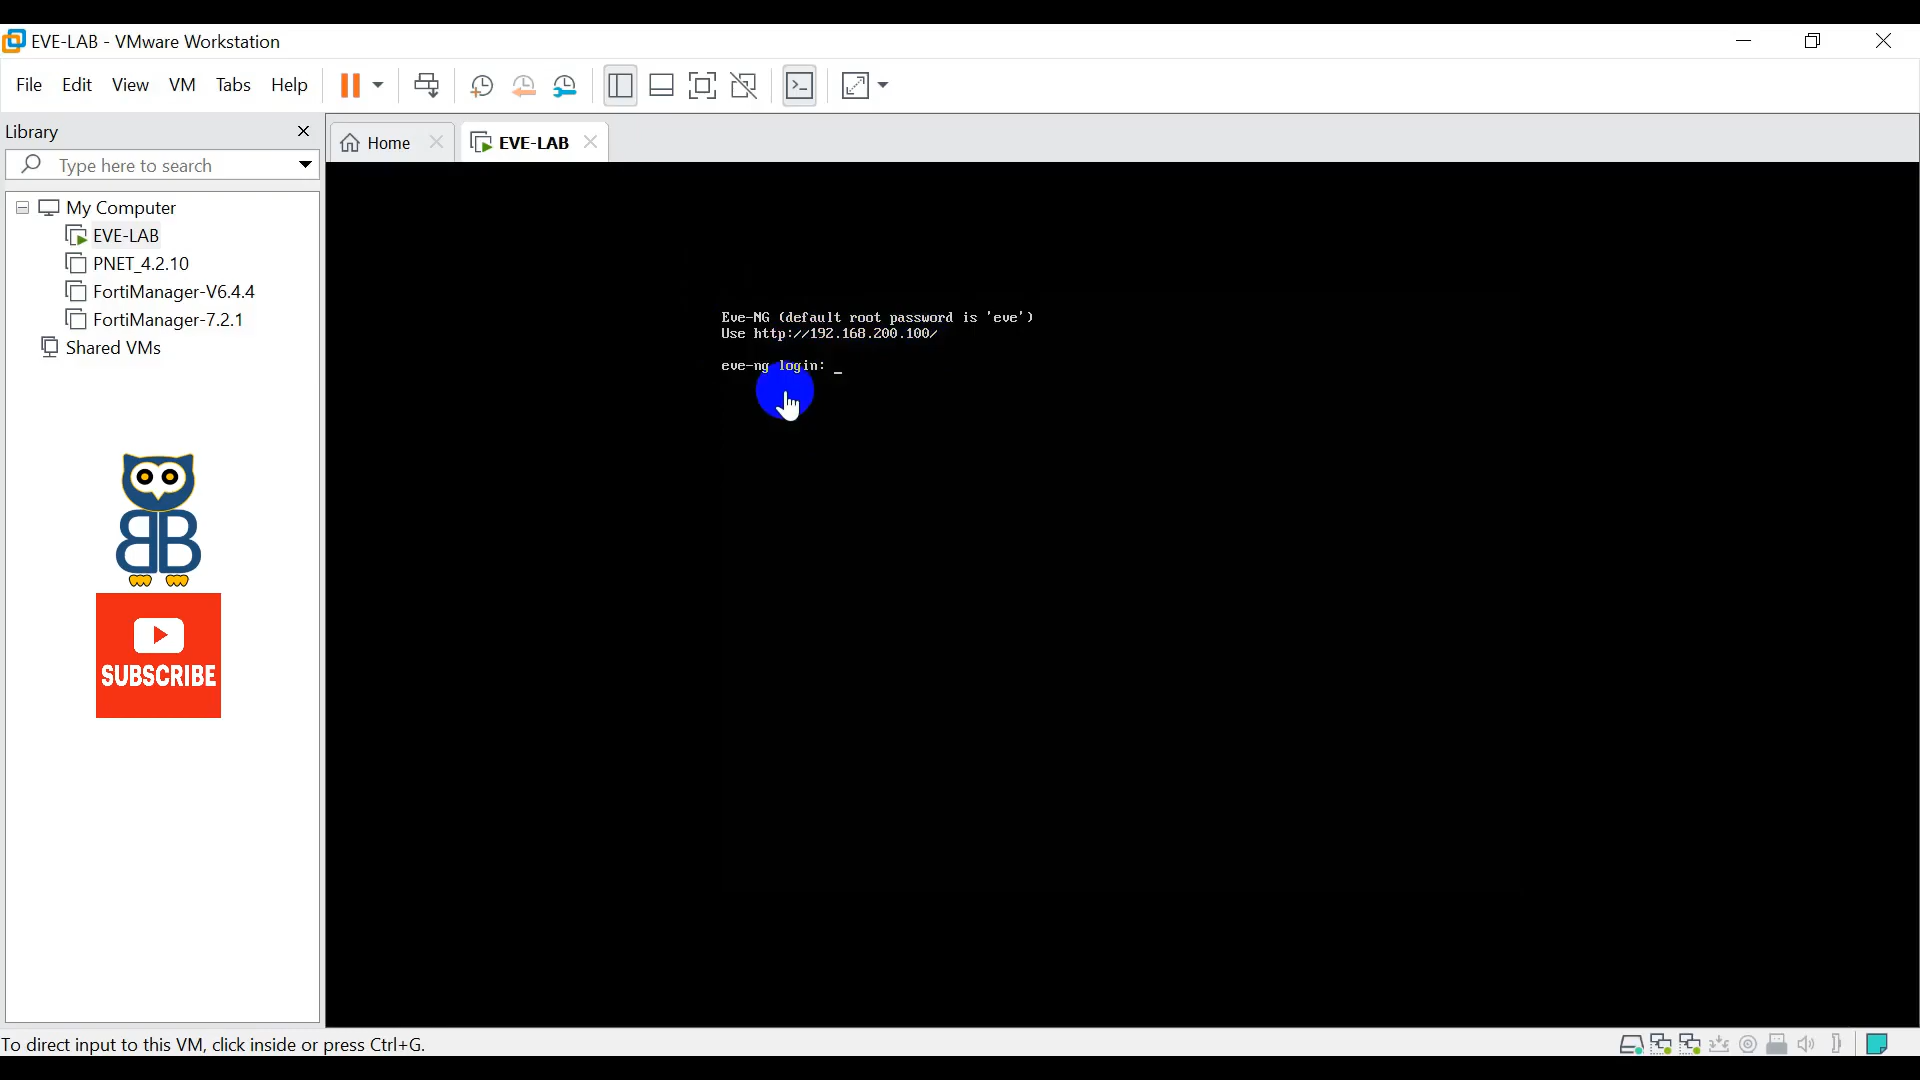 EVE-LAB - VMware Workstation
File Edit View VM Tabs Help
Library
Type here to search
Home
EVE-LAB
My Computer
EVE-LAB
PNET_4.2.10
FortiManager-V6.4.4
FortiManager-7.2.1
Shared VMs
Eve-NG (default root password is 'eve')
Use http://192.168.200.100/
eve-ng login: _
BB
SUBSCRIBE
To direct input to this VM, click inside or press Ctrl+G.